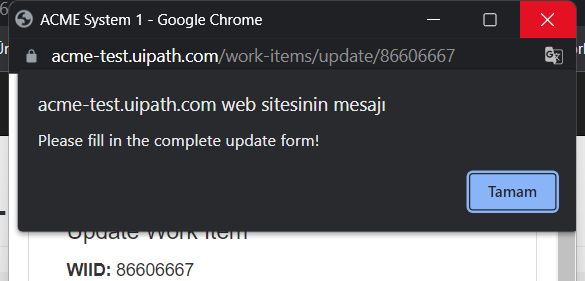 ACME System 1 - Google Chrome
acme-test.uipath.com/work-items/update/86606667
acme-test.uipath.com web sitesinin mesajı
Please fill in the complete update form!
Tamam
Update Work Item
WIID: 86606667